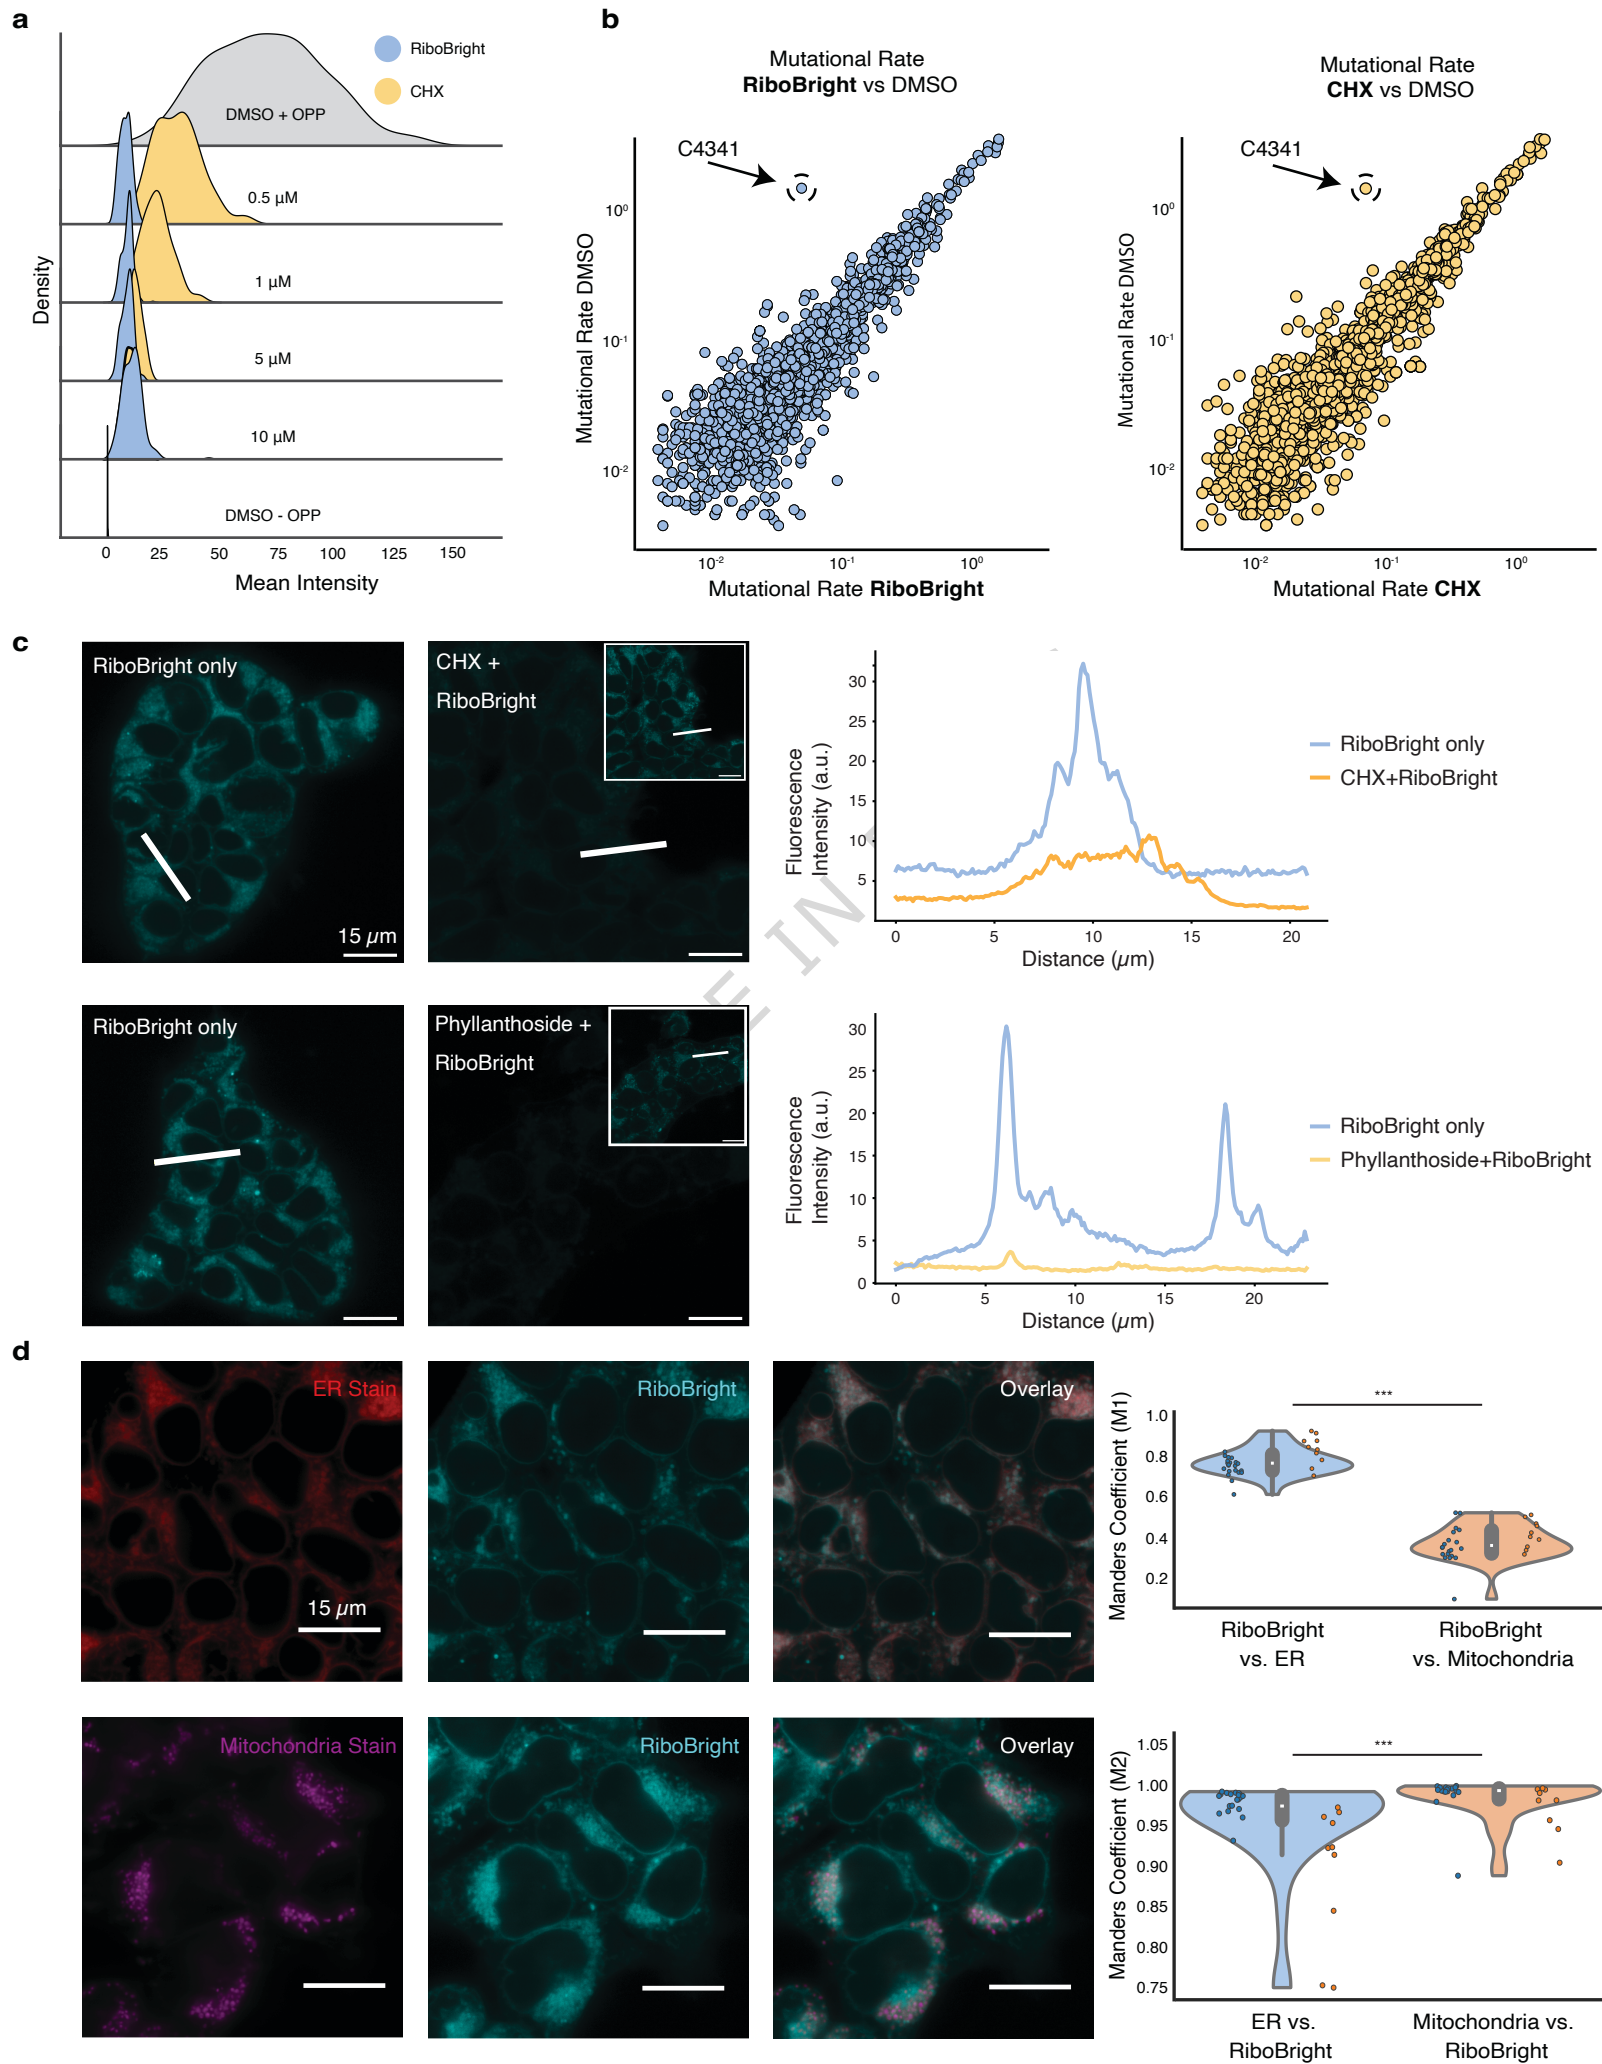 a
RiboBright
CHX
DMSO + OPP
0.5 µM
1 µM
5 µM
10 µM
DMSO - OPP
Density
0 25 50 75 100 125 150
Mean Intensity
b
Mutational Rate
RiboBright vs DMSO
C4341
Mutational Rate DMSO
10⁰
10⁻¹
10⁻²
10⁻² 10⁻¹ 10⁰
Mutational Rate RiboBright
Mutational Rate
CHX vs DMSO
C4341
Mutational Rate DMSO
10⁰
10⁻¹
10⁻²
10⁻² 10⁻¹ 10⁰
Mutational Rate CHX
c
RiboBright only
15 µm
CHX +
RiboBright
Fluorescence
Intensity (a.u.)
30
25
20
15
10
5
0 5 10 15 20
Distance (µm)
RiboBright only
CHX+RiboBright
E IN
RiboBright only
Phyllanthoside +
RiboBright
Fluorescence
Intensity (a.u.)
30
25
20
15
10
5
0
0 5 10 15 20
Distance (µm)
RiboBright only
Phyllanthoside+RiboBright
d
ER Stain
15 µm
RiboBright
Overlay
Manders Coefficient (M1)
1.0
0.8
0.6
0.4
0.2
***
RiboBright
vs. ER
RiboBright
vs. Mitochondria
Mitochondria Stain
RiboBright
Overlay
Manders Coefficient (M2)
1.05
1.00
0.95
0.90
0.85
0.80
0.75
***
ER vs.
RiboBright
Mitochondria vs.
RiboBright